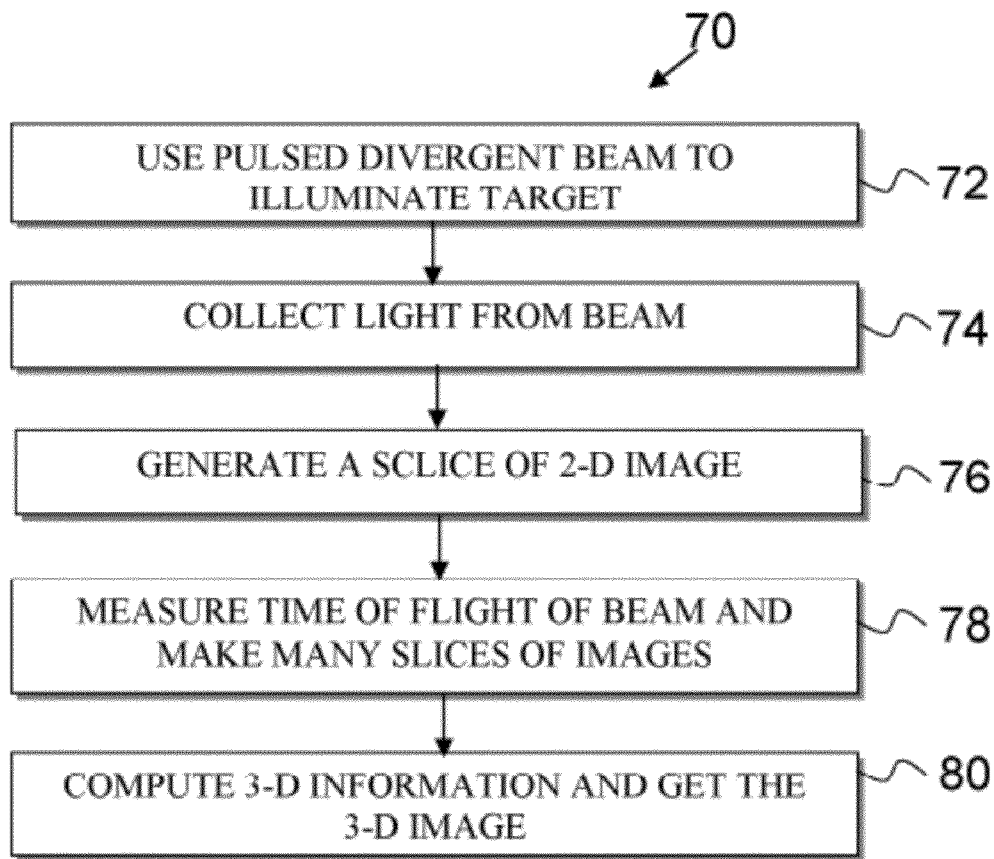 70
USE PULSED DIVERGENT BEAM TO
ILLUMINATE TARGET
72
COLLECT LIGHT FROM BEAM
74
GENERATE A SCLICE OF 2-D IMAGE
76
MEASURE TIME OF FLIGHT OF BEAM AND
MAKE MANY SLICES OF IMAGES
78
COMPUTE 3-D INFORMATION AND GET THE
3-D IMAGE
80